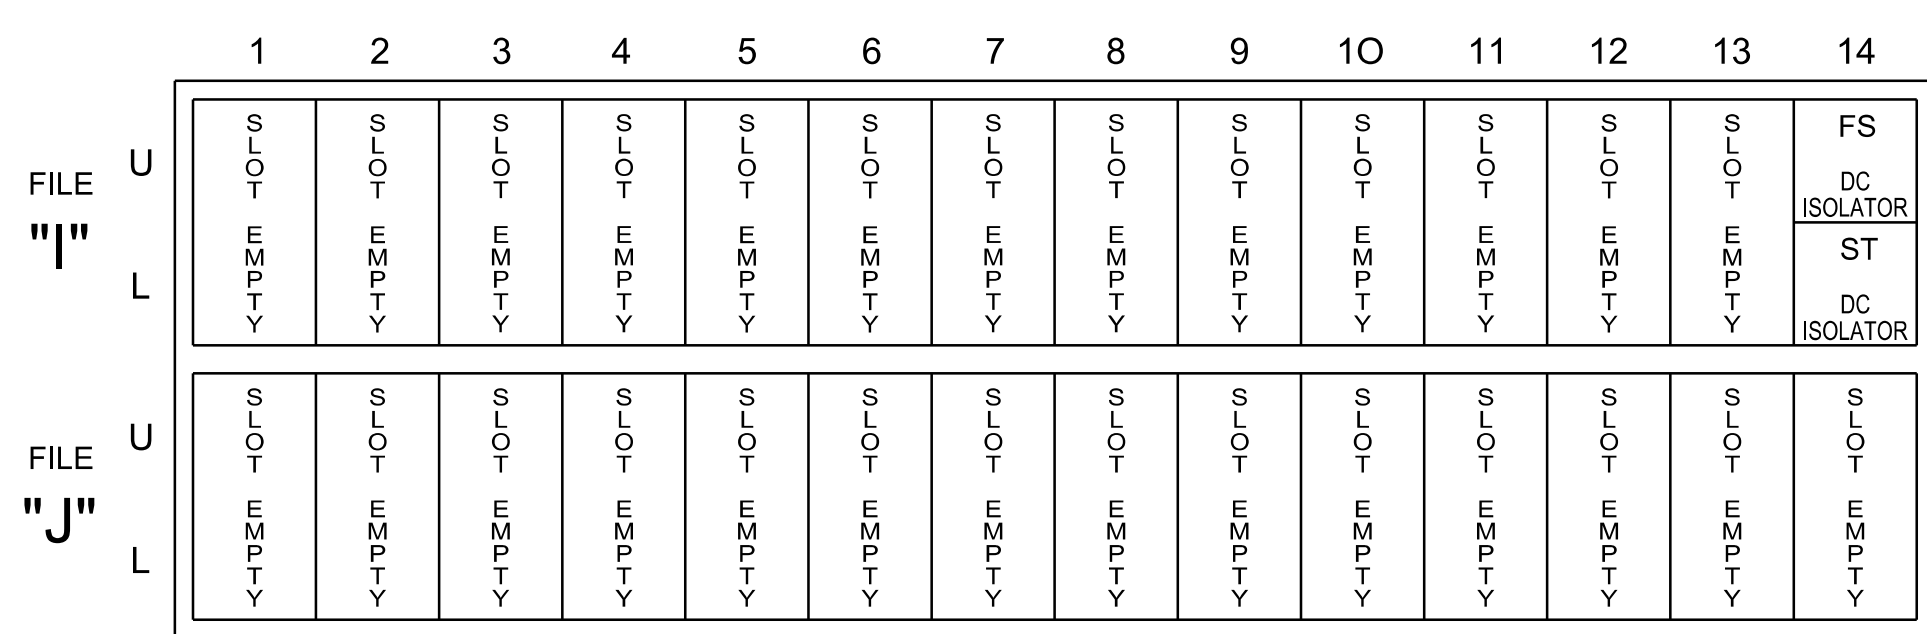 1 2 3 4 5 6 7 8 9 10 11 12 13 14
FILE "I"
U
L
SLOT EMPTY SLOT EMPTY SLOT EMPTY SLOT EMPTY SLOT EMPTY SLOT EMPTY SLOT EMPTY SLOT EMPTY SLOT EMPTY SLOT EMPTY SLOT EMPTY SLOT EMPTY SLOT EMPTY
FS
DC
ISOLATOR
ST
DC
ISOLATOR
FILE "J"
U
L
SLOT EMPTY SLOT EMPTY SLOT EMPTY SLOT EMPTY SLOT EMPTY SLOT EMPTY SLOT EMPTY SLOT EMPTY SLOT EMPTY SLOT EMPTY SLOT EMPTY SLOT EMPTY SLOT EMPTY SLOT EMPTY